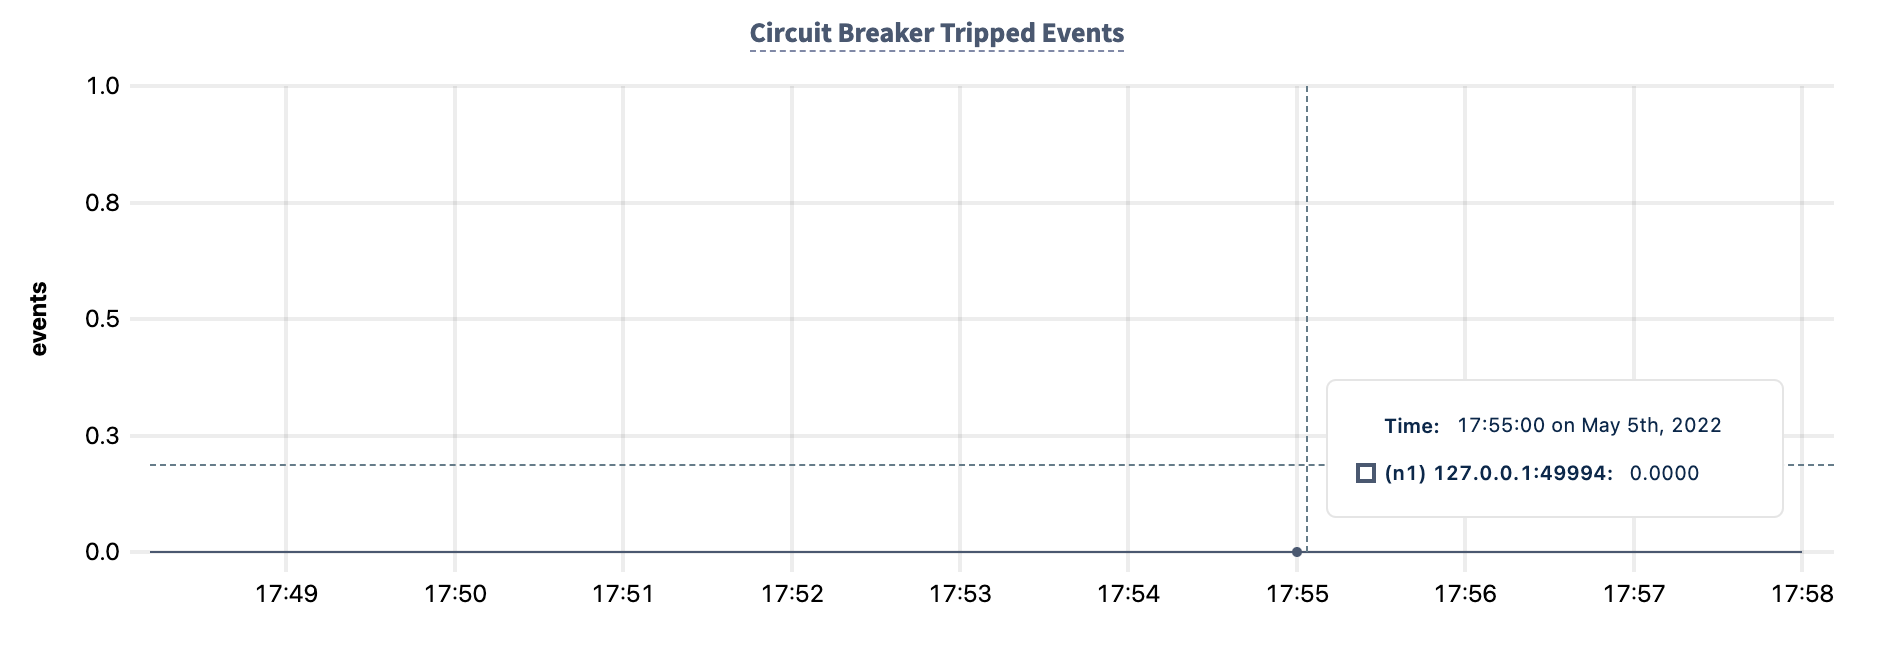 Circuit Breaker Tripped Events
1.0
0.8
0.5
0.3
0.0
events
Time: 17:55:00 on May 5th, 2022
(n1) 127.0.0.1:49994: 0.0000
17:49 17:50 17:51 17:52 17:53 17:54 17:55 17:56 17:57 17:58